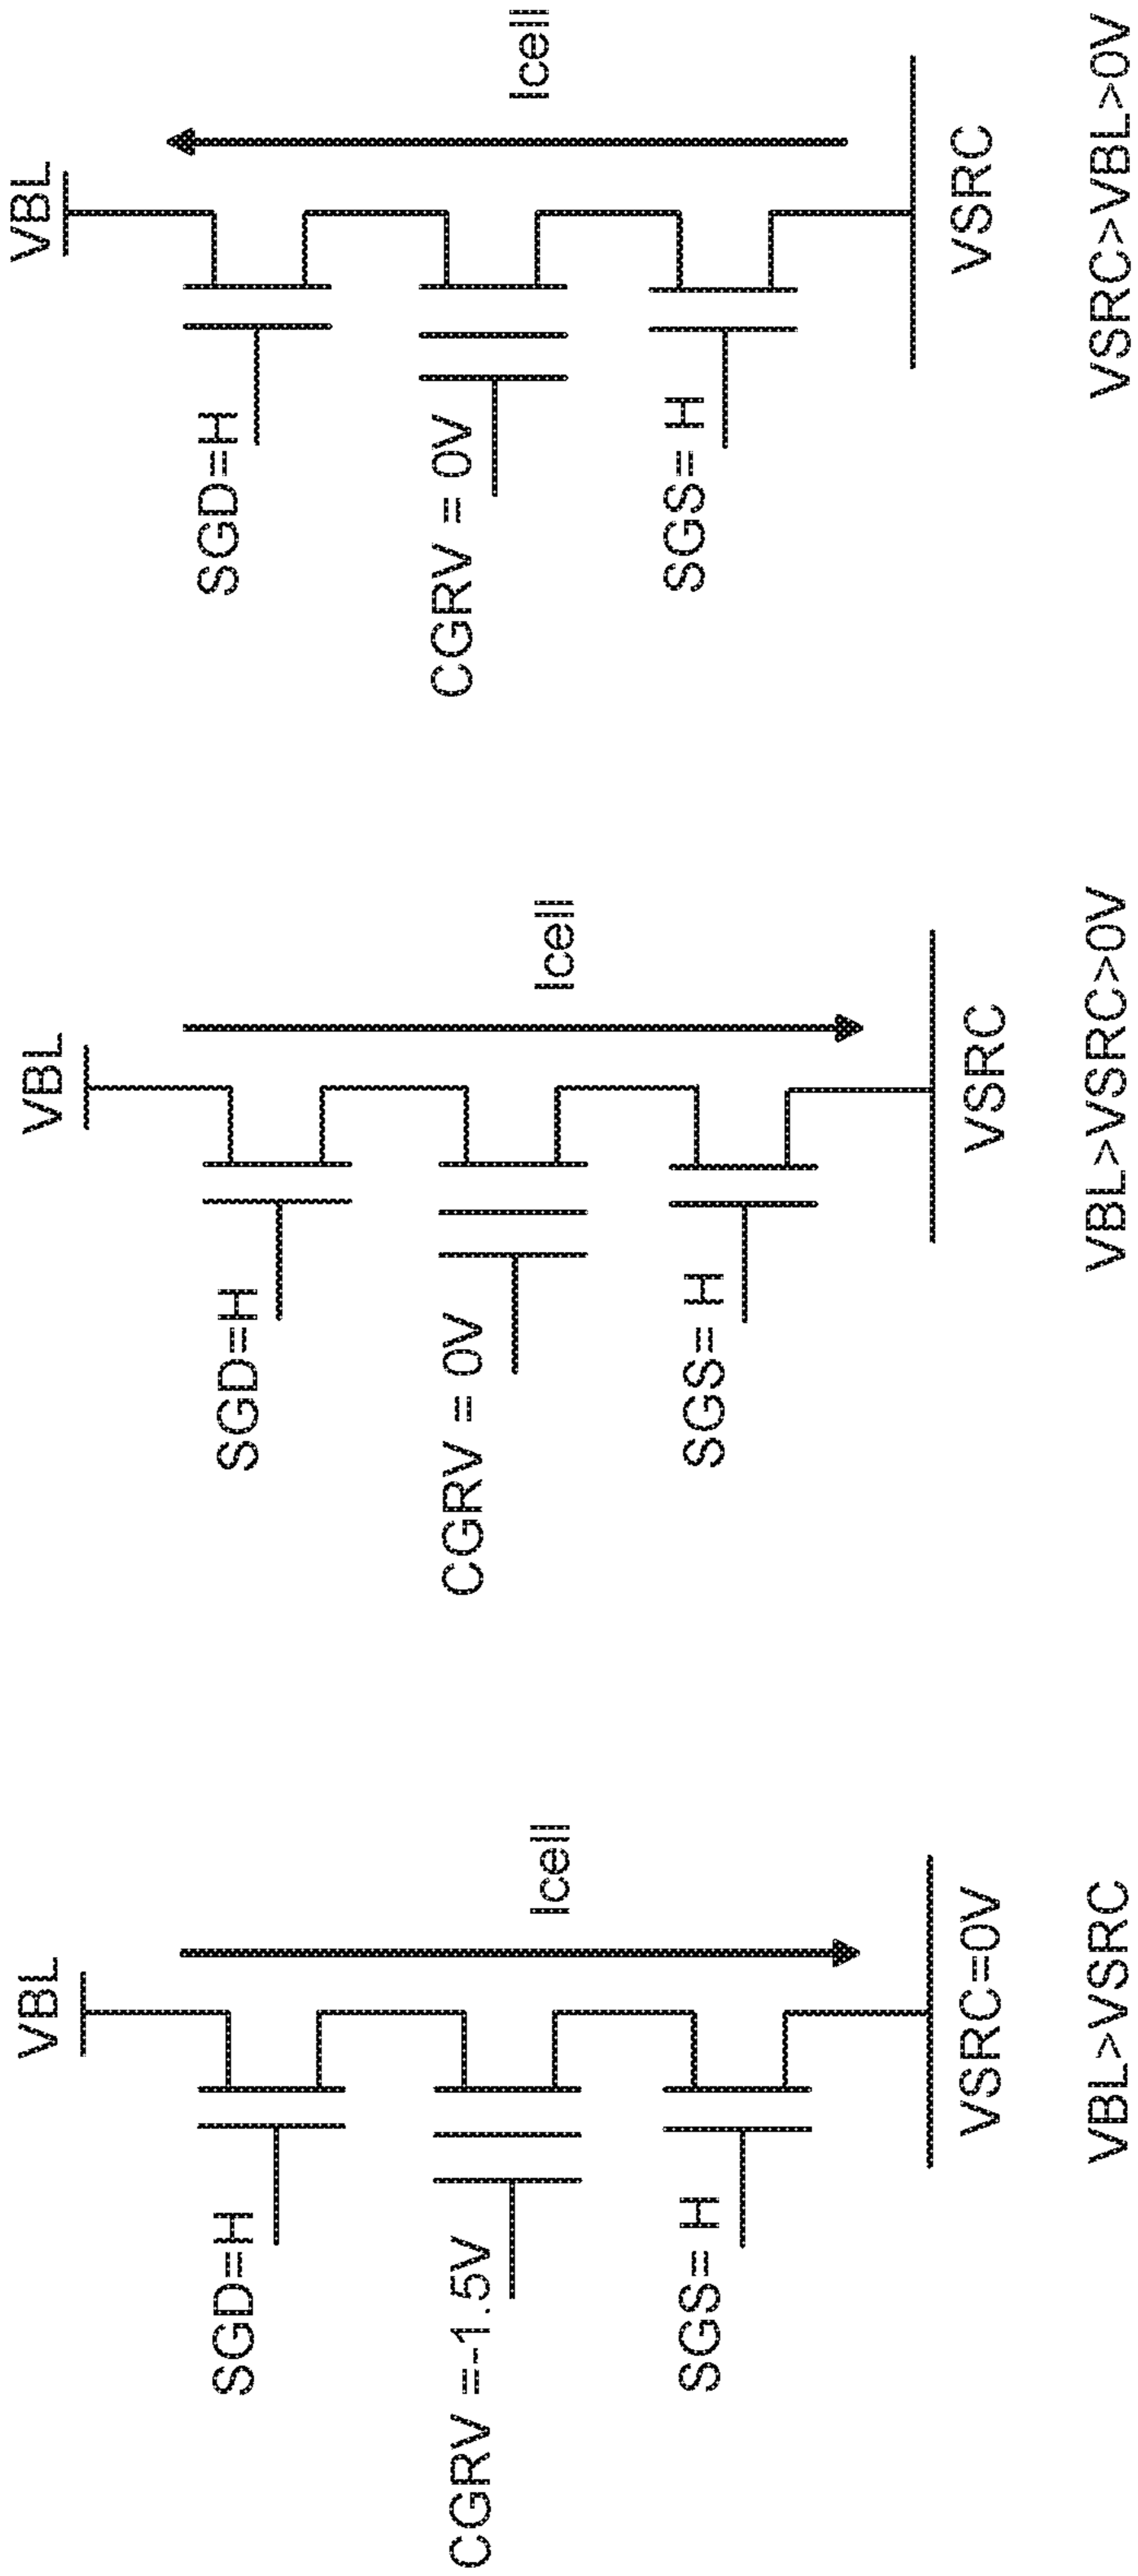 VBL
SGD=H
Icell
CGRV =-1.5V
SGS= H
VSRC=0V
VBL>VSRC
VBL
SGD=H
Icell
CGRV = 0V
SGS= H
VSRC
VBL>VSRC>0V
VBL
SGD=H
Icell
CGRV = 0V
SGS= H
VSRC
VSRC>VBL>0V